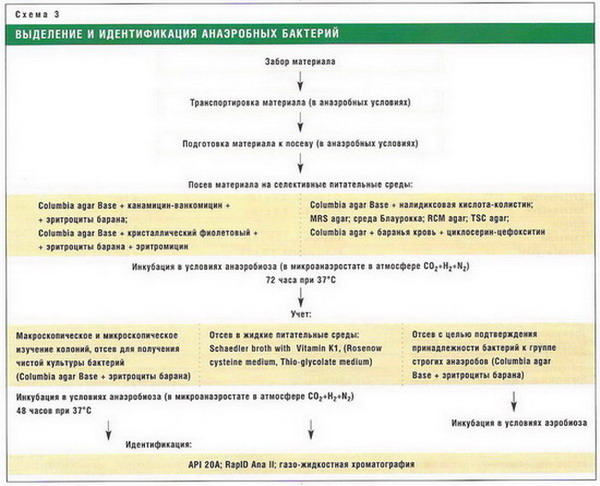 Схема 3
ВЫДЕЛЕНИЕ И ИДЕНТИФИКАЦИЯ АНАЭРОБНЫХ БАКТЕРИЙ
Забор материала
Транспортировка материала (в анаэробных условиях)
Подготовка материала к посеву (в анаэробных условиях)
Посев материала на селективные питательные среды:
Columbia agar Base + канамицин-ванкомицин +
+ эритроциты барана;
Columbia agar Base + кристаллический фиолетовый +
+ эритроциты барана + эритромицин
Columbia agar Base + налидиксовая кислота-колистин;
MRS agar; среда Блаурокка; RCM agar; TSC agar;
Columbia agar + баранья кровь + циклосерин-цефокситин
Инкубация в условиях анаэробиоза (в микроанаэростате в атмосфере CO2+H2+N2)
72 часа при 37°C
Учет:
Макроскопическое и микроскопическое
изучение колоний, отсев для получения
чистой культуры бактерий
(Columbia agar Base + эритроциты барана)
Отсев в жидкие питательные среды:
Schaedler broth with Vitamin K1, (Rosenow
cysteine medium, Thio-glycolate medium)
Отсев с целью подтверждения
принадлежности бактерий к группе
строгих анаэробов (Columbia agar
Base + эритроциты барана)
Инкубация в условиях анаэробиоза (в микроанаэростате в атмосфере CO2+H2+N2)
48 часов при 37°C
Инкубация в условиях аэробиоза
Идентификация:
API 20A; RapID Ana II; газо-жидкостная хроматография